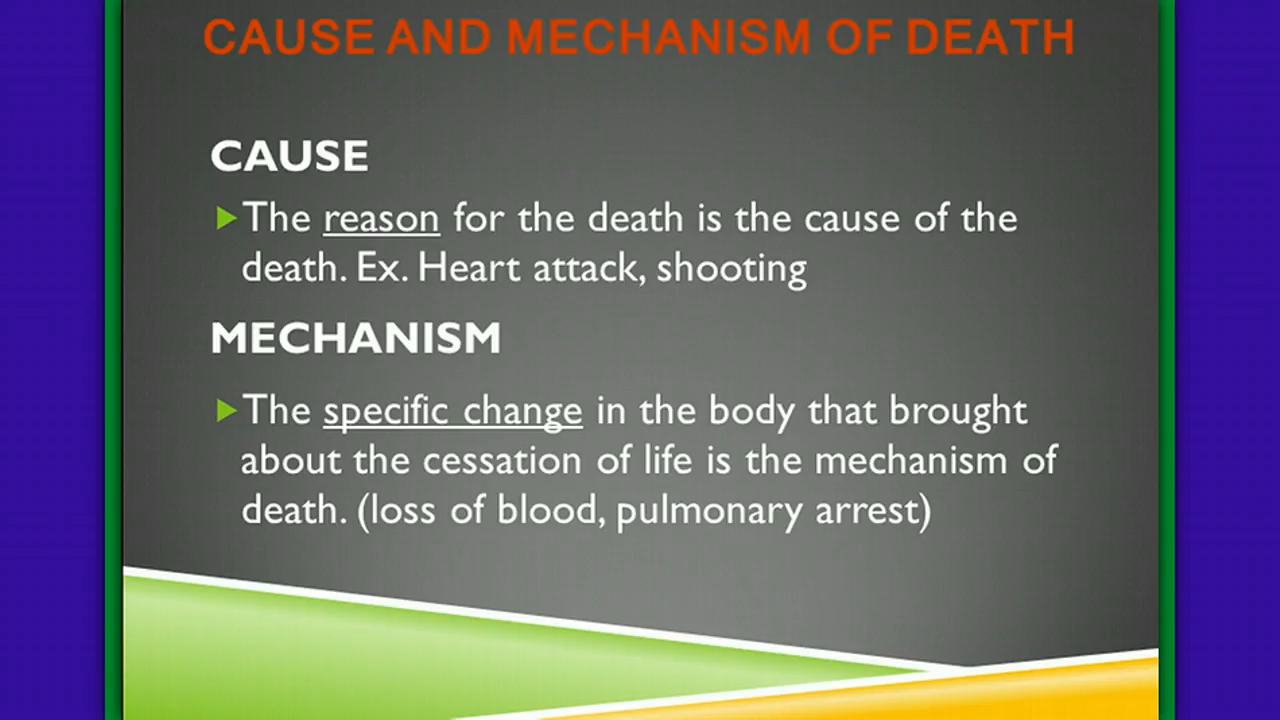 CAUSE AND MECHANISM OF DEATH
CAUSE
The reason for the death is the cause of the
death. Ex. Heart attack, shooting
MECHANISM
The specific change in the body that brought
about the cessation of life is the mechanism of
death. (loss of blood, pulmonary arrest)